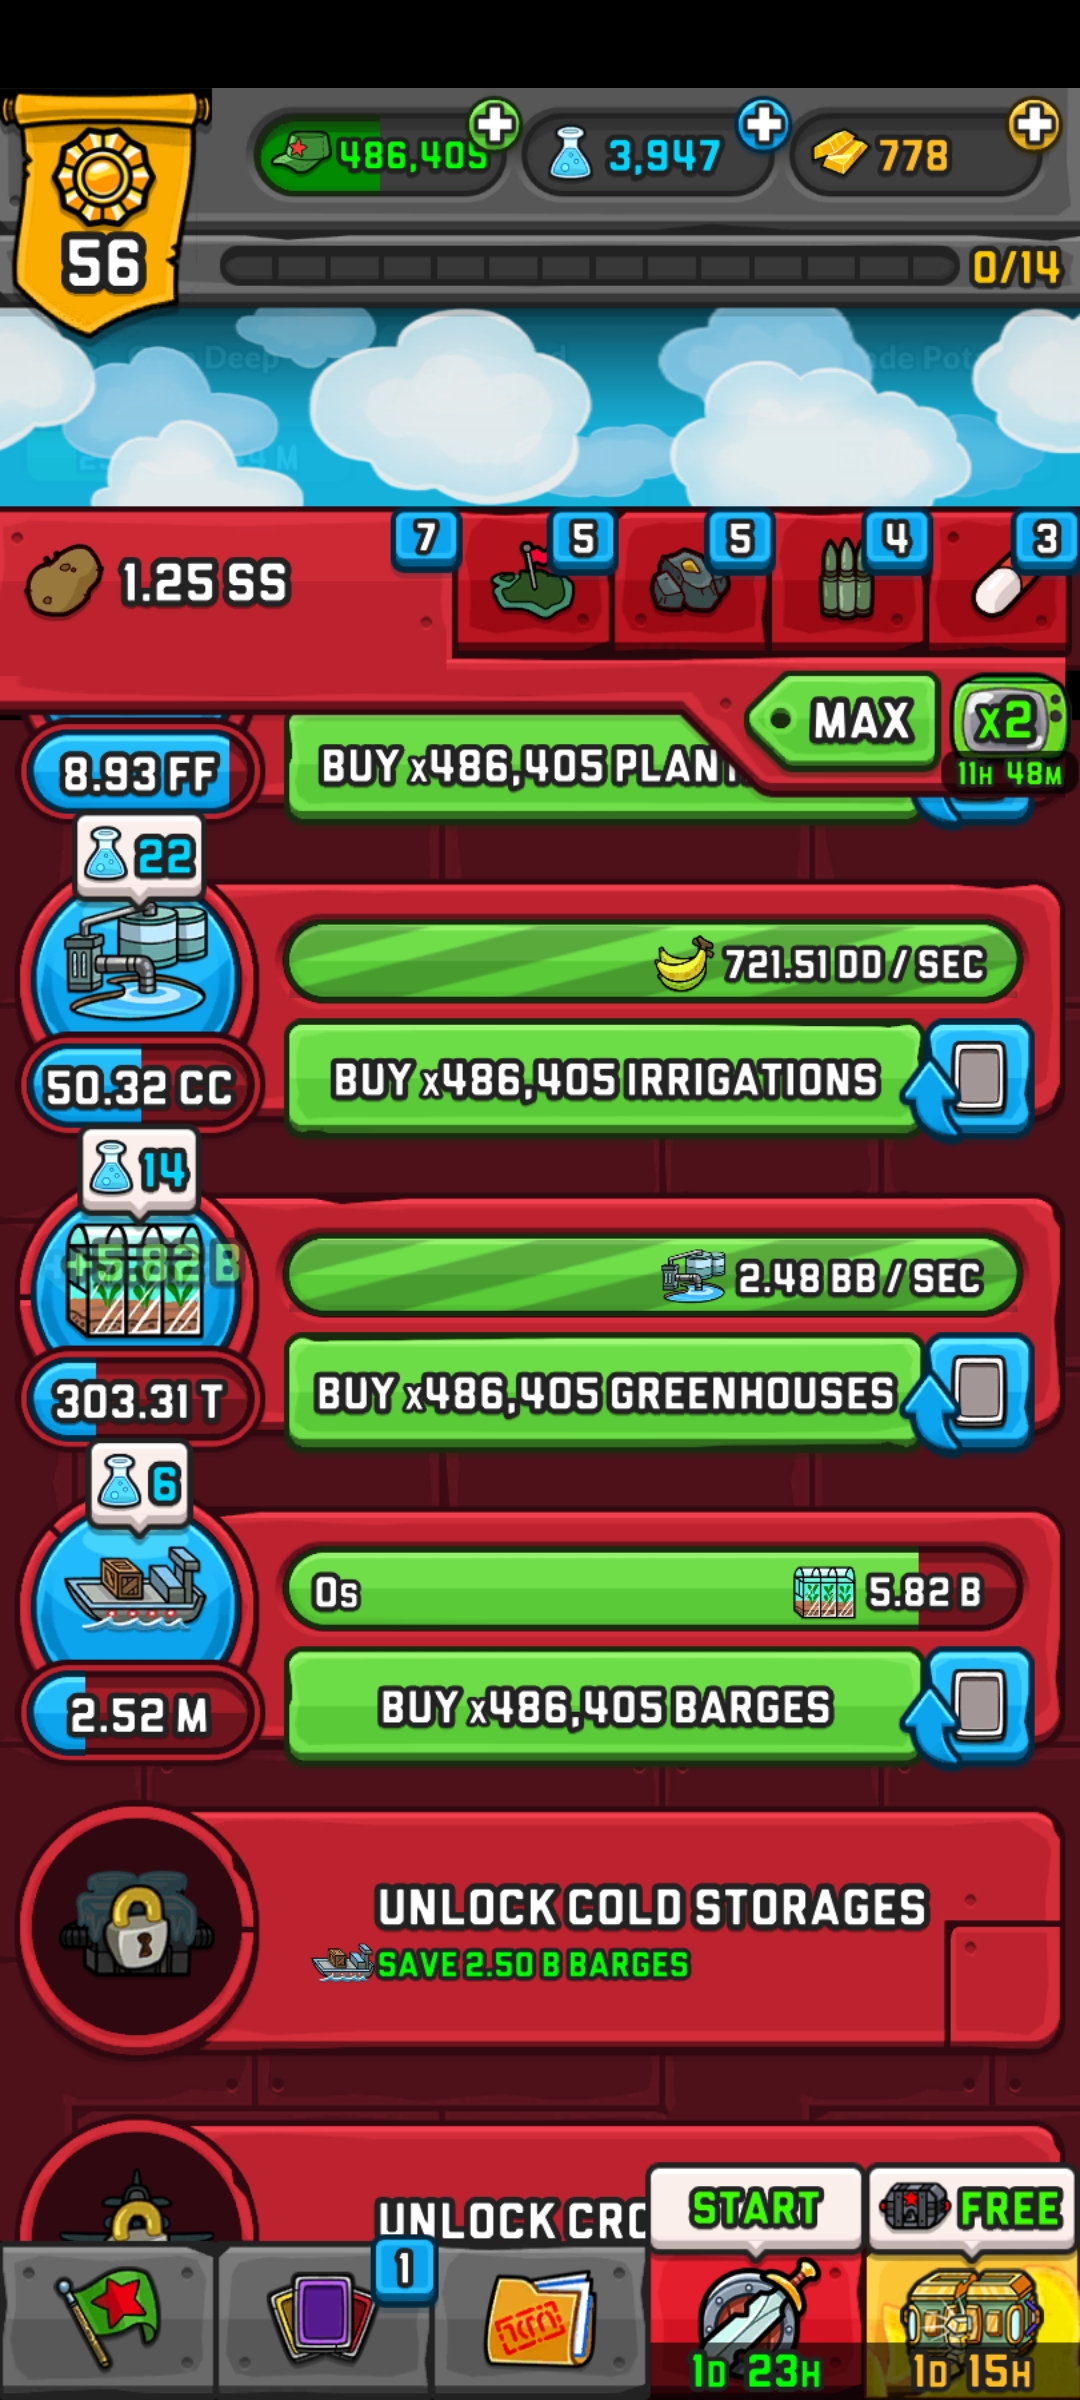 486,405
3,947
778
56
0/14
7
5
5
4
3
1.25 SS
MAX
x2
11H 48M
8.93 FF
BUY x486,405 PLANT
22
721.51 DD / SEC
50.32 CC
BUY x486,405 IRRIGATIONS
14
+5.82 B
2.48 BB / SEC
303.31 T
BUY x486,405 GREENHOUSES
6
0s
5.82 B
2.52 M
BUY x486,405 BARGES
UNLOCK COLD STORAGES
SAVE 2.50 B BARGES
UNLOCK CRO
START
FREE
1
1D 23H
1D 15H